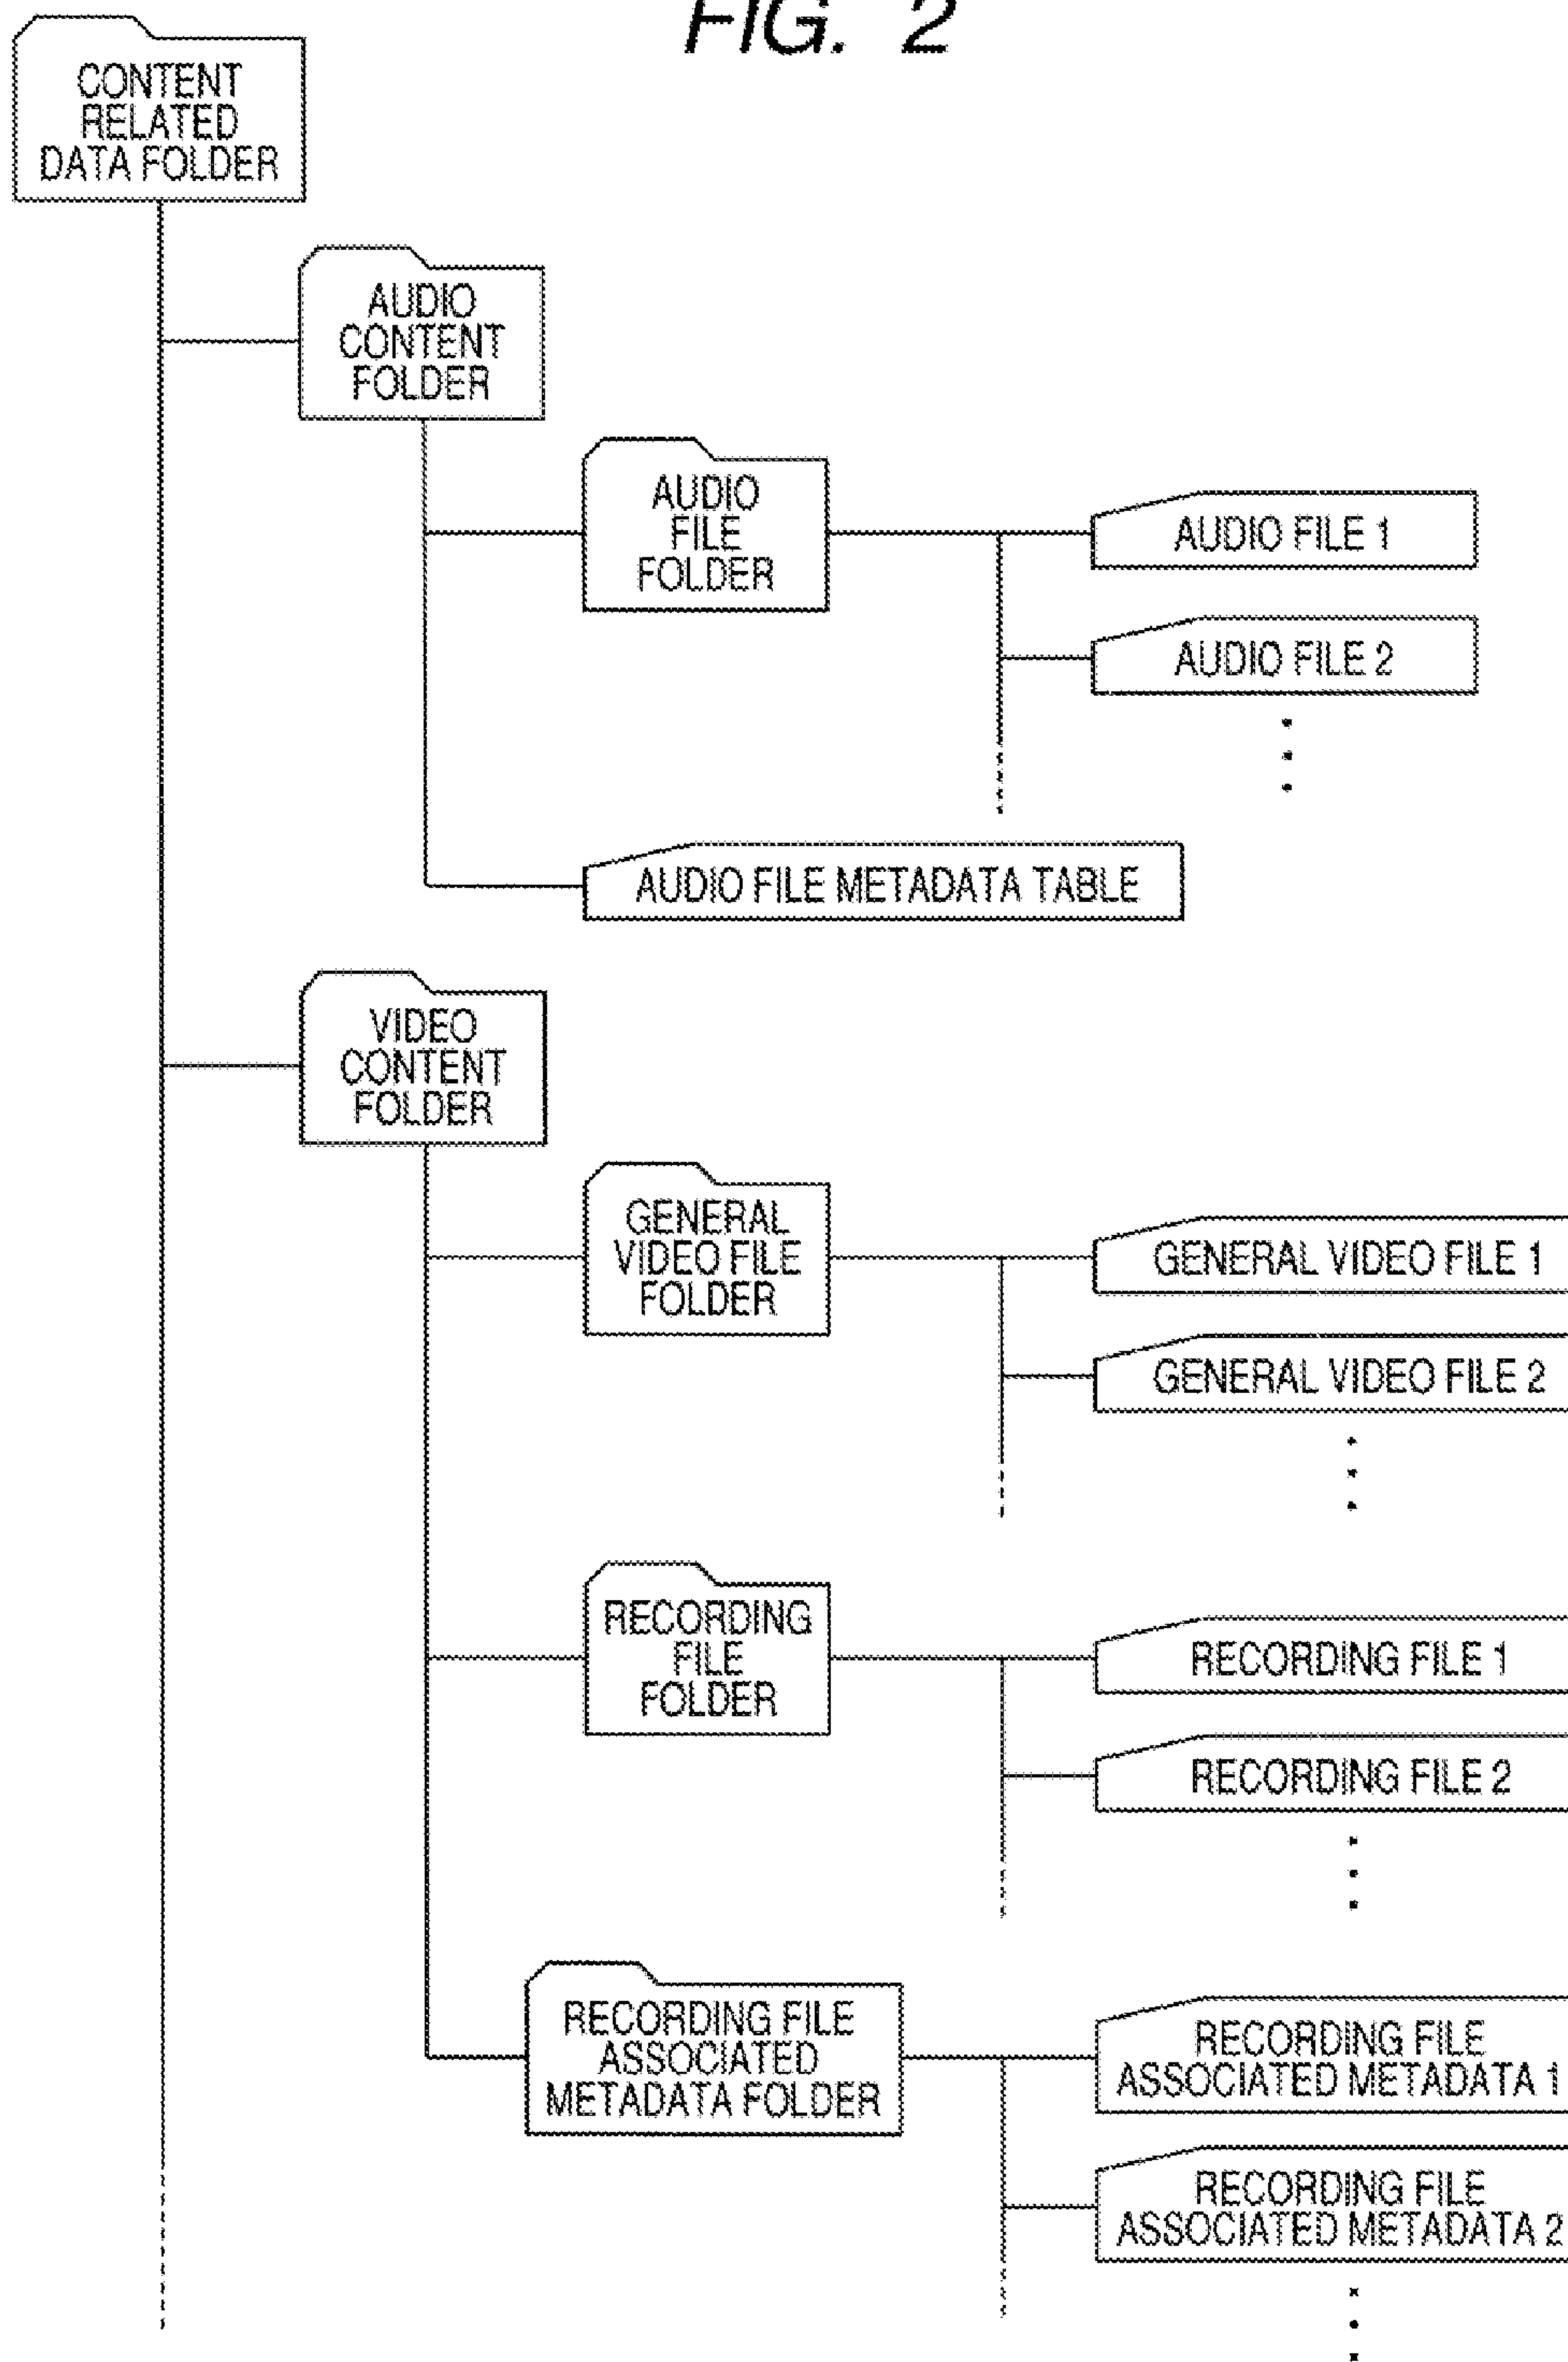 FIG. 2
CONTENT
RELATED
DATA FOLDER
AUDIO
CONTENT
FOLDER
AUDIO
FILE
FOLDER
AUDIO FILE 1
AUDIO FILE 2
AUDIO FILE METADATA TABLE
VIDEO
CONTENT
FOLDER
GENERAL
VIDEO FILE
FOLDER
GENERAL VIDEO FILE 1
GENERAL VIDEO FILE 2
RECORDING
FILE
FOLDER
RECORDING FILE 1
RECORDING FILE 2
RECORDING FILE
ASSOCIATED
METADATA FOLDER
RECORDING FILE
ASSOCIATED METADATA 1
RECORDING FILE
ASSOCIATED METADATA 2